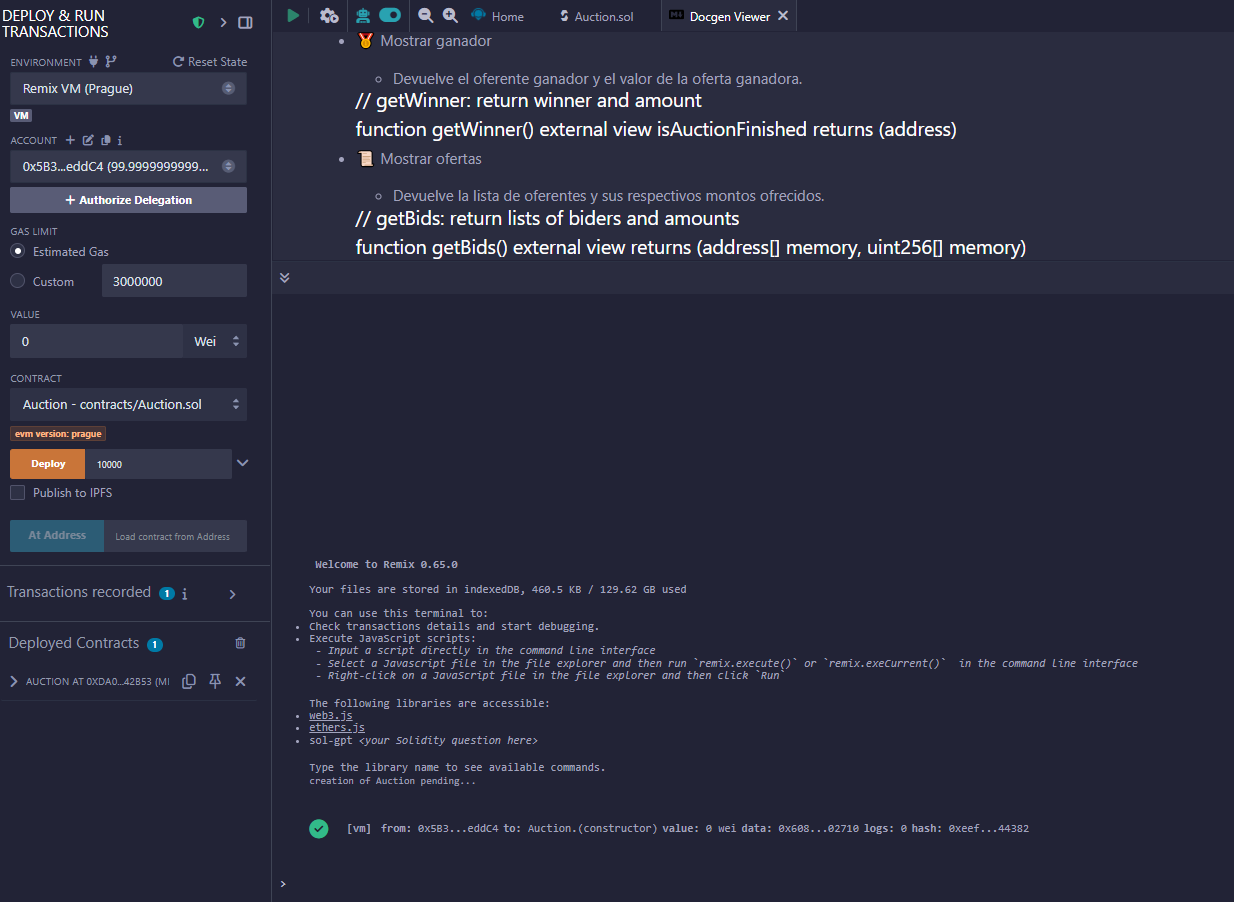 DEPLOY & RUN
TRANSACTIONS
ENVIRONMENT
Reset State
Remix VM (Prague)
VM
ACCOUNT
0x5B3...eddC4 (99.9999999999...
Authorize Delegation
GAS LIMIT
Estimated Gas
Custom
3000000
VALUE
0
Wei
CONTRACT
Auction - contracts/Auction.sol
evm version: prague
Deploy
10000
Publish to IPFS
At Address
Load contract from Address
Transactions recorded 1
Deployed Contracts 1
AUCTION AT 0XDA0...42B53 (MI
Home
Auction.sol
Docgen Viewer
Mostrar ganador
Devuelve el oferente ganador y el valor de la oferta ganadora.
// getWinner: return winner and amount
function getWinner() external view isAuctionFinished returns (address)
Mostrar ofertas
Devuelve la lista de oferentes y sus respectivos montos ofrecidos.
// getBids: return lists of biders and amounts
function getBids() external view returns (address[] memory, uint256[] memory)
Welcome to Remix 0.65.0
Your files are stored in indexedDB, 460.5 KB / 129.62 GB used
You can use this terminal to:
Check transactions details and start debugging.
Execute JavaScript scripts:
- Input a script directly in the command line interface
- Select a Javascript file in the file explorer and then run `remix.execute()` or `remix.exeCurrent()` in the command line interface
- Right-click on a JavaScript file in the file explorer and then click `Run`
The following libraries are accessible:
web3.js
ethers.js
sol-gpt <your Solidity question here>
Type the library name to see available commands.
creation of Auction pending...
[vm] from: 0x5B3...eddC4 to: Auction.(constructor) value: 0 wei data: 0x608...02710 logs: 0 hash: 0xeef...44382
>